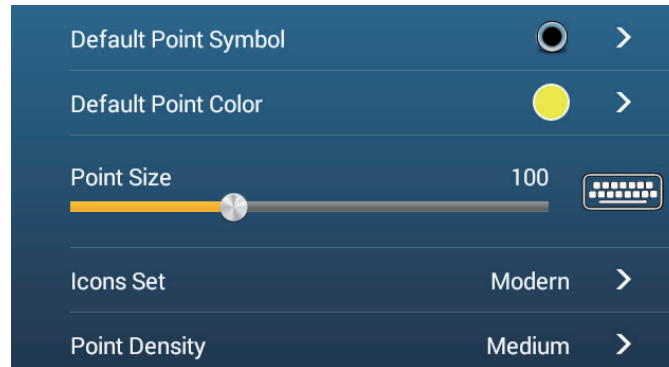 Default Point Symbol
Default Point Color
Point Size 100
Icons Set Modern
Point Density Medium